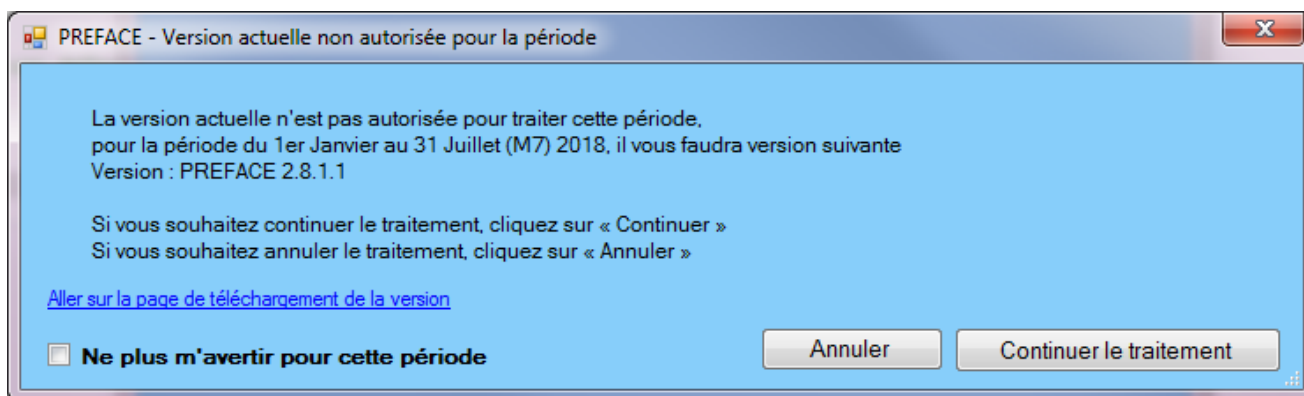 PREFACE - Version actuelle non autorisée pour la période
La version actuelle n'est pas autorisée pour traiter cette période,
pour la période du 1er Janvier au 31 Juillet (M7) 2018, il vous faudra version suivante
Version : PREFACE 2.8.1.1
Si vous souhaitez continuer le traitement, cliquez sur « Continuer »
Si vous souhaitez annuler le traitement, cliquez sur « Annuler »
Aller sur la page de téléchargement de la version
Ne plus m'avertir pour cette période
Annuler
Continuer le traitement